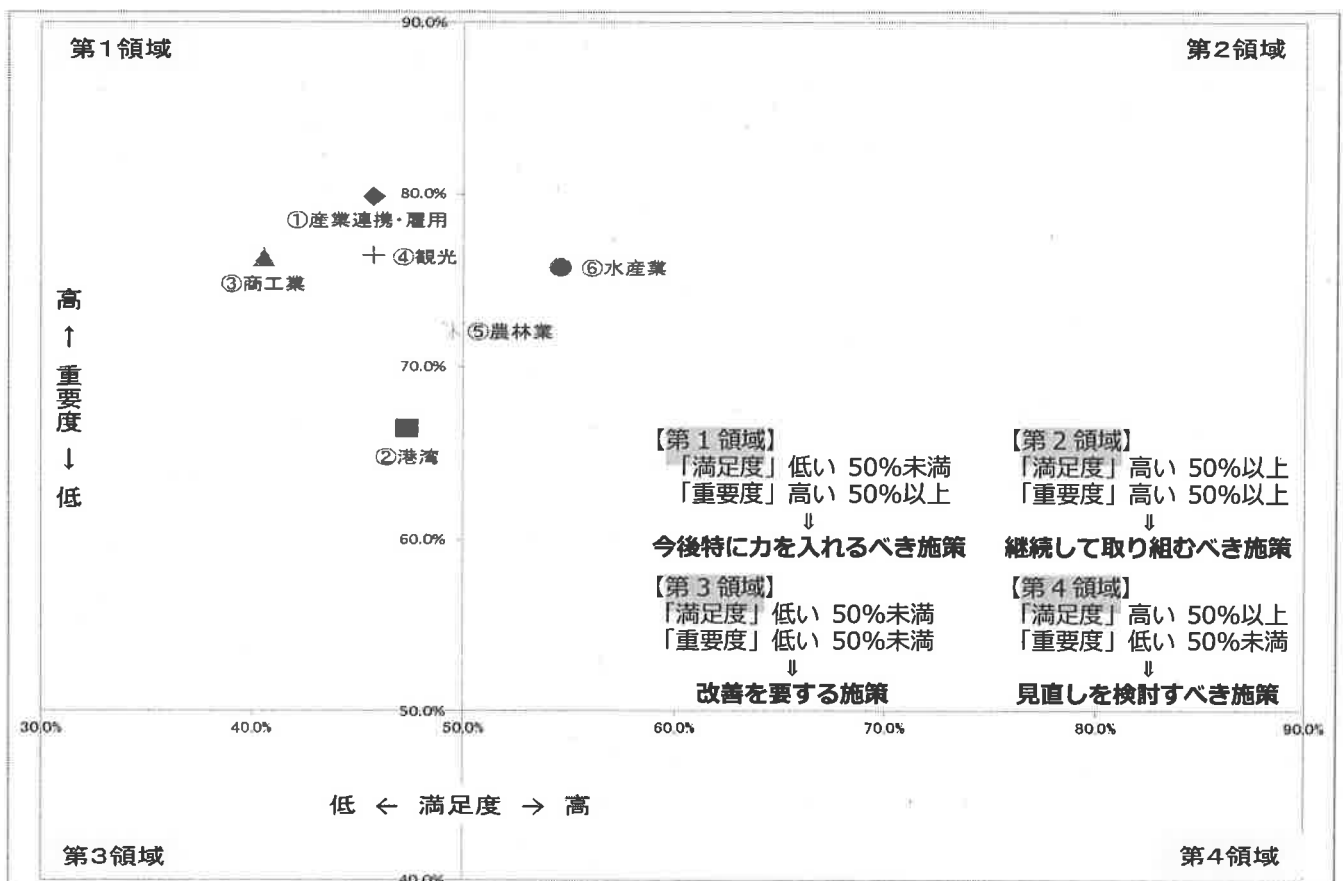 90.0%
第1領域
第2領域
80.0%
①産業連携・雇用
④観光
③商工業
⑥水産業
⑤農林業
高
↑
重要度
↓
低
70.0%
②港湾
60.0%
【第1領域】
「満足度」低い 50%未満
「重要度」高い 50%以上
⇓
今後特に力を入れるべき施策
【第2領域】
「満足度」高い 50%以上
「重要度」高い 50%以上
⇓
継続して取り組むべき施策
【第3領域】
「満足度」低い 50%未満
「重要度」低い 50%未満
⇓
改善を要する施策
【第4領域】
「満足度」高い 50%以上
「重要度」低い 50%未満
⇓
見直しを検討すべき施策
50.0%
30.0%
40.0%
50.0%
60.0%
70.0%
80.0%
90.0%
低 ← 満足度 → 高
第3領域
第4領域
40.0%